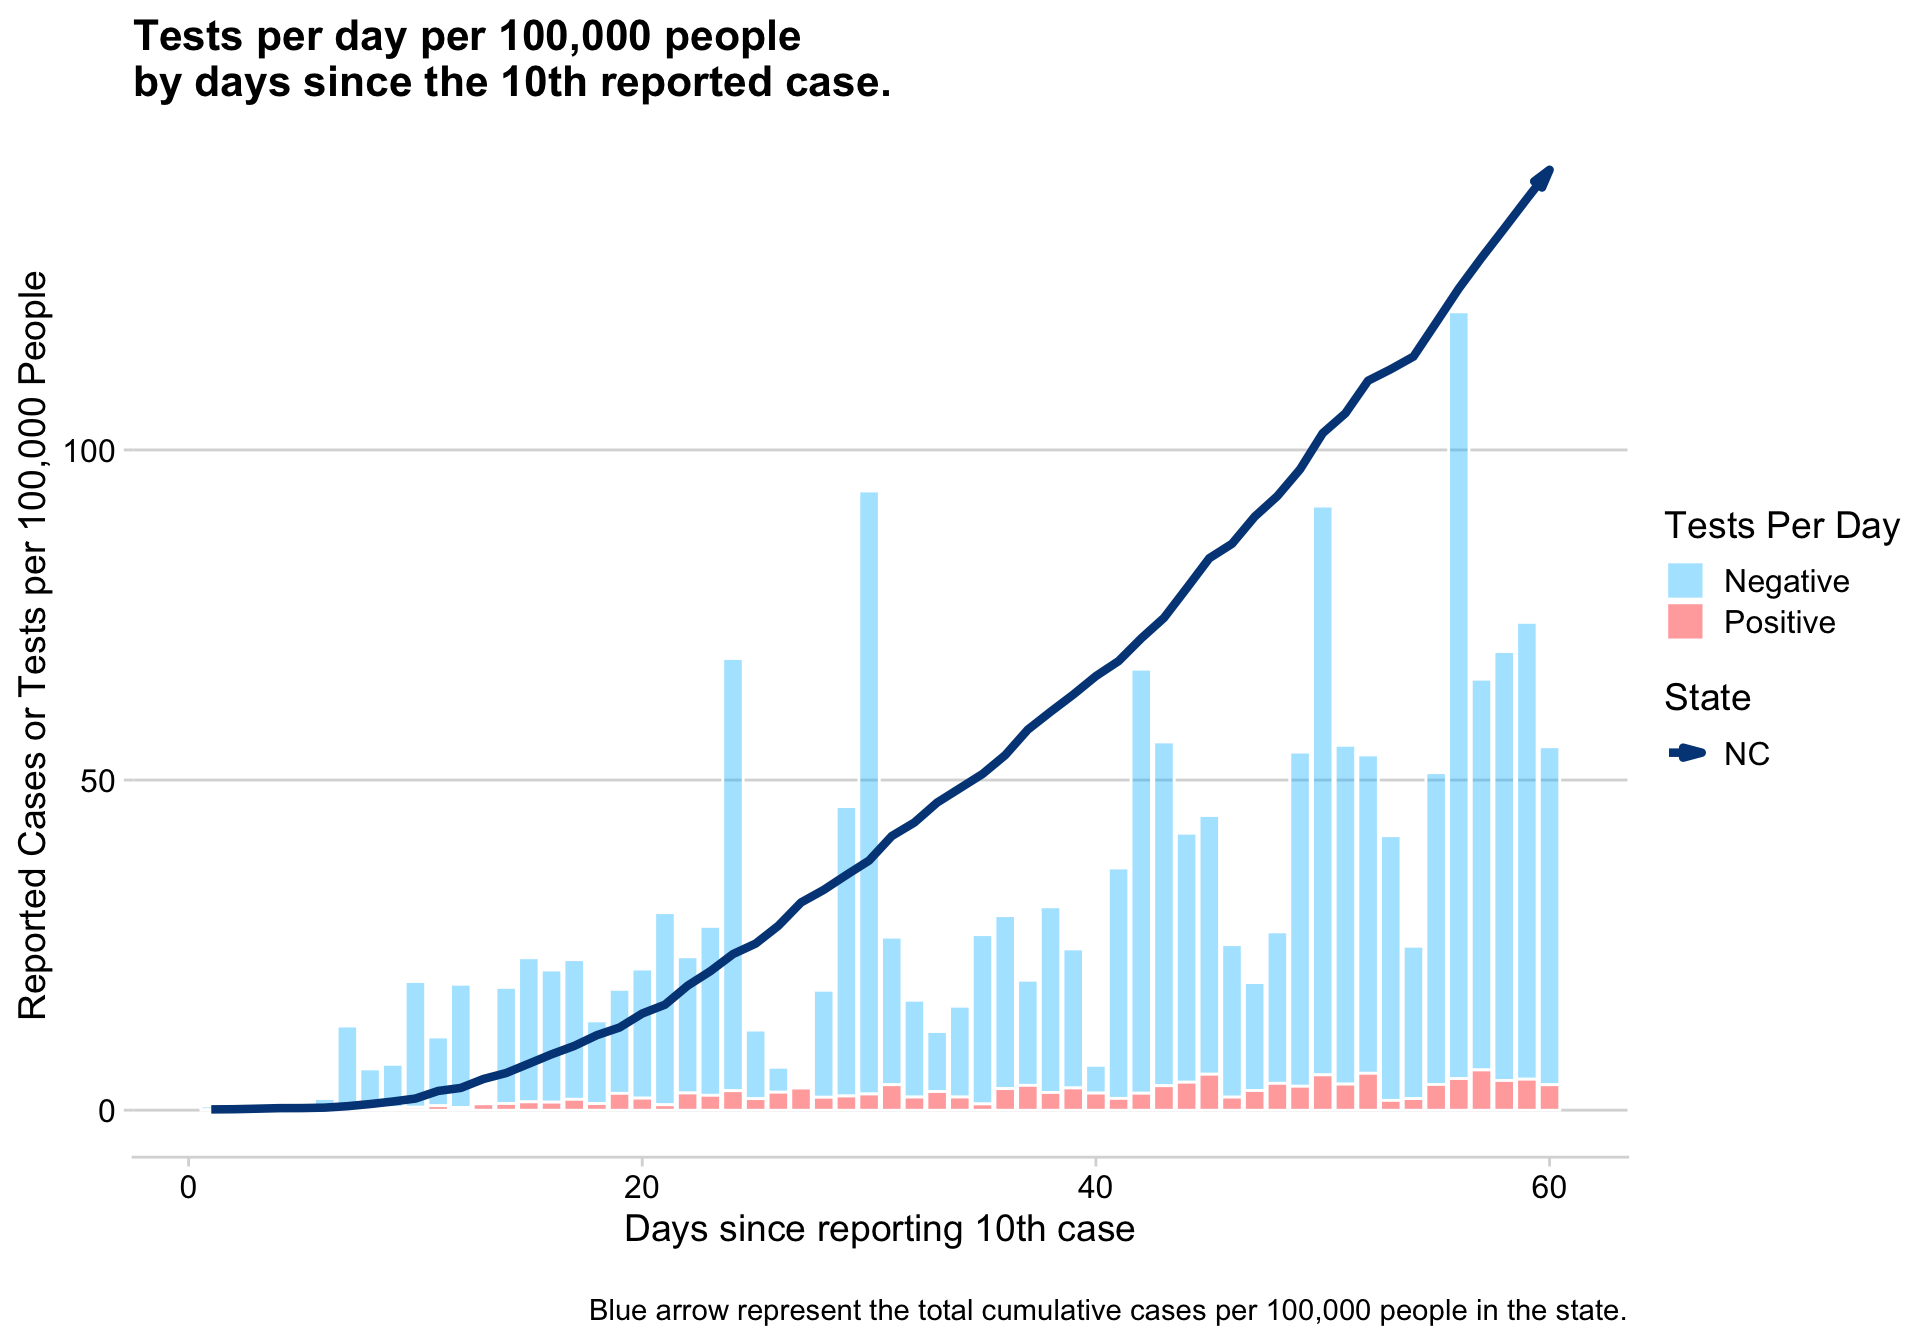 Tests per day per 100,000 people
by days since the 10th reported case.
Reported Cases or Tests per 100,000 People
100
50
0
0
20
40
60
Days since reporting 10th case
Tests Per Day
Negative
Positive
State
NC
Blue arrow represent the total cumulative cases per 100,000 people in the state.